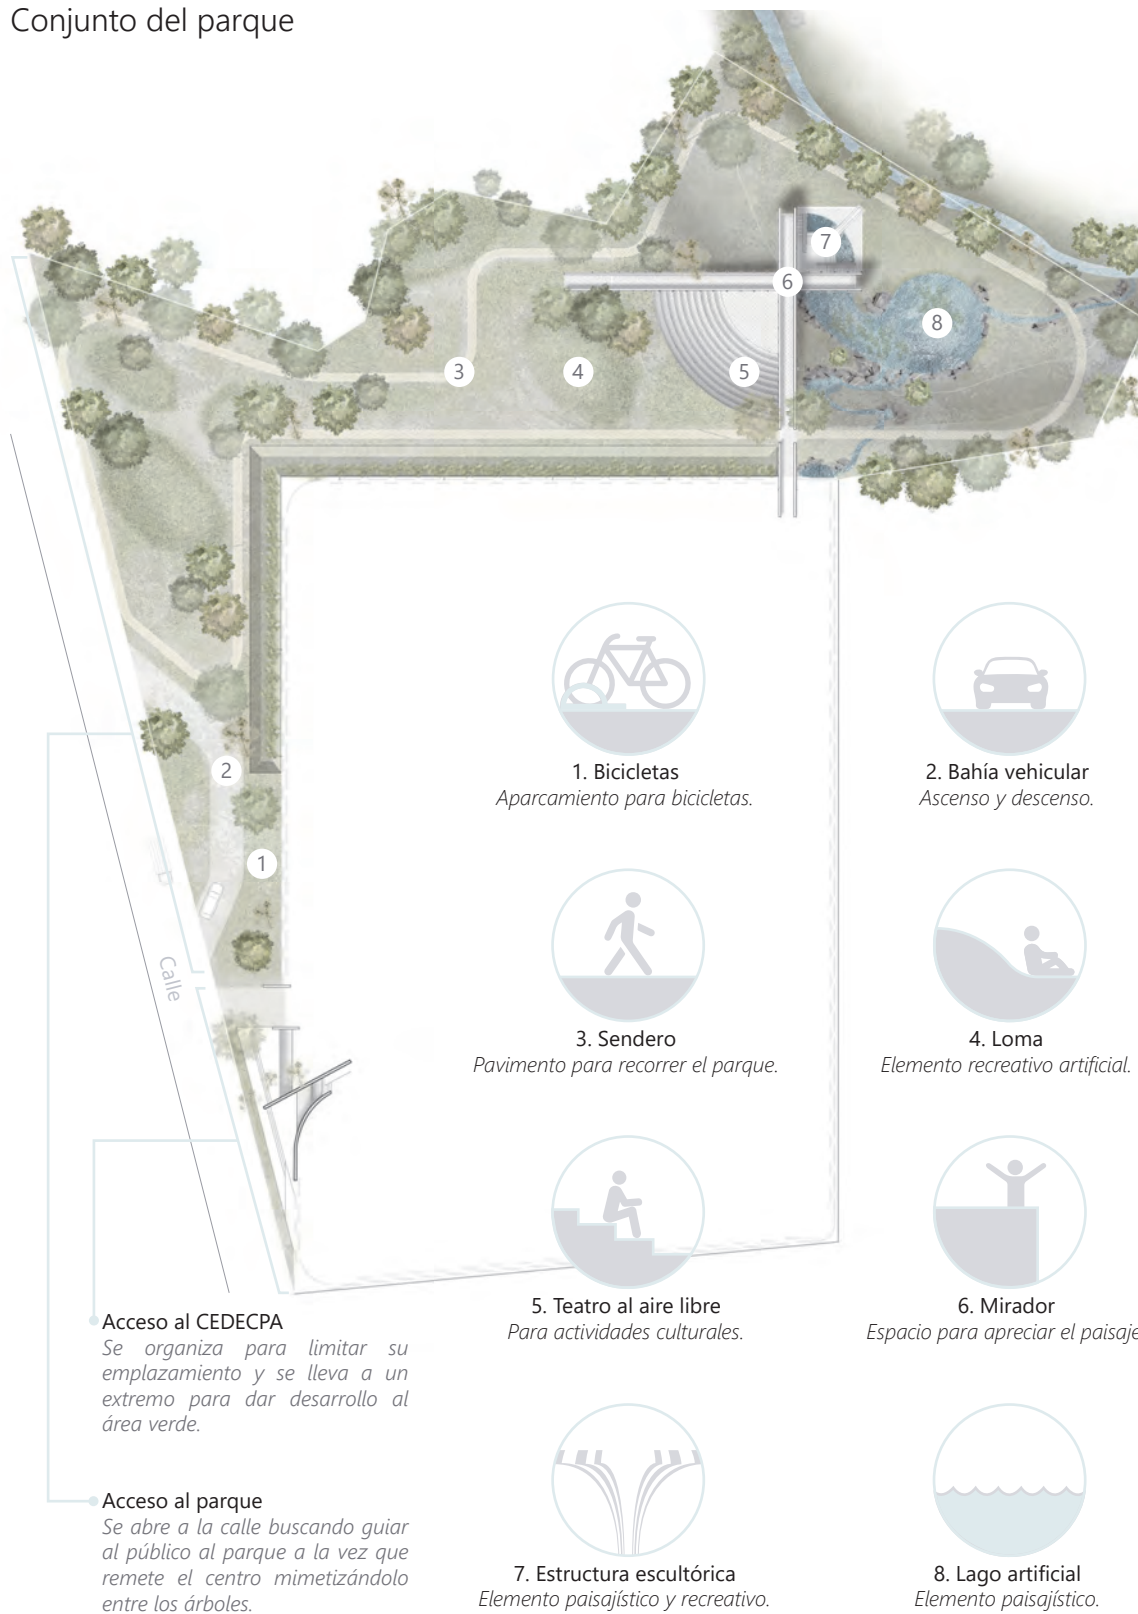 Conjunto del parque
7
6
8
3
4
5
2
1
Calle
1. Bicicletas
Aparcamiento para bicicletas.
2. Bahía vehicular
Ascenso y descenso.
3. Sendero
Pavimento para recorrer el parque.
4. Loma
Elemento recreativo artificial.
5. Teatro al aire libre
Para actividades culturales.
6. Mirador
Espacio para apreciar el paisaje
7. Estructura escultórica
Elemento paisajístico y recreativo.
8. Lago artificial
Elemento paisajístico.
Acceso al CEDECPA
Se organiza para limitar su
emplazamiento y se lleva a un
extremo para dar desarrollo al
área verde.
Acceso al parque
Se abre a la calle buscando guiar
al público al parque a la vez que
remete el centro mimetizándolo
entre los árboles.